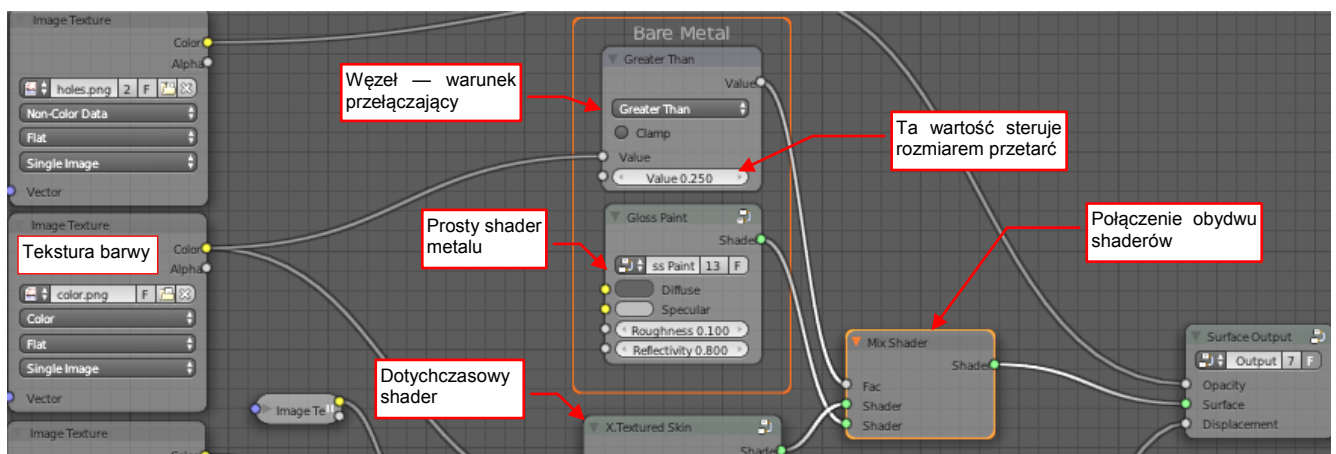 Image Texture
Color
Alpha
holes.png 2 F
Non-Color Data
Flat
Single Image
Vector
Image Texture
Tekstura barwy
Color
Alpha
color.png F
Color
Flat
Single Image
Vector
Image Texture
Image Te
Węzeł — warunek
przełączający
Bare Metal
Greater Than
Value
Greater Than
Clamp
Value
Value 0.250
Ta wartość steruje
rozmiarem przetarć
Prosty shader
metalu
Gloss Paint
Shader
ss Paint 13 F
Diffuse
Specular
Roughness 0.100
Reflectivity 0.800
Połączenie obydwu
shaderów
Dotychczasowy
shader
X.Textured Skin
Shader
Mix Shader
Shader
Fac
Shader
Shader
Surface Output
Output 7 F
Opacity
Surface
Displacement